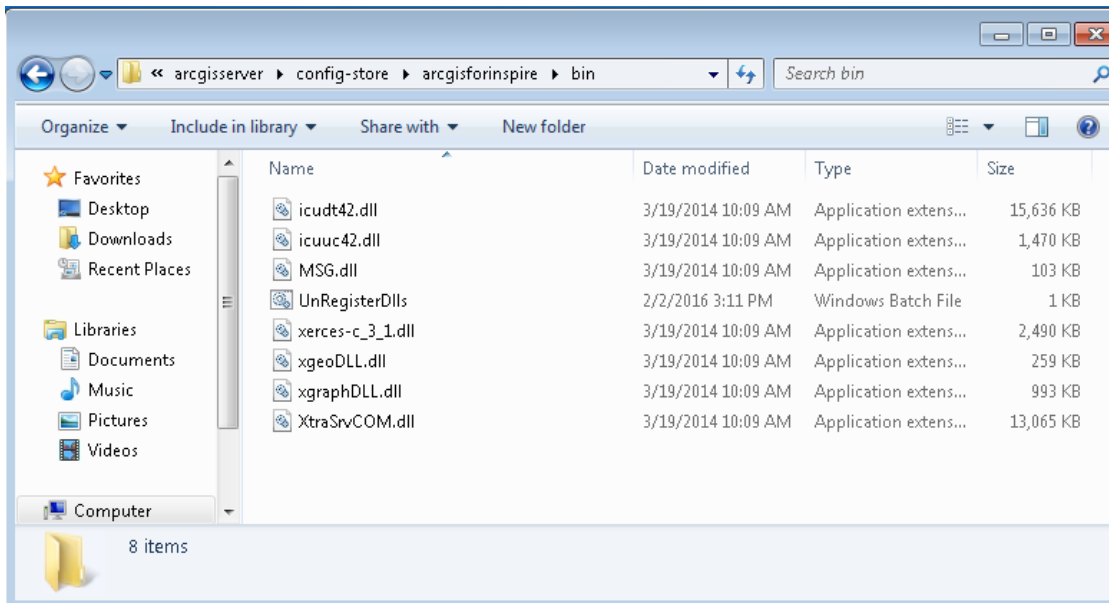 « arcgisserver ▸ config-store ▸ arcgisforinspire ▸ bin Search bin
Organize Include in library Share with New folder
Name Date modified Type Size
Favorites
Desktop
Downloads
Recent Places
Libraries
Documents
Music
Pictures
Videos
Computer
icudt42.dll 3/19/2014 10:09 AM Application extens... 15,636 KB
icuuc42.dll 3/19/2014 10:09 AM Application extens... 1,470 KB
MSG.dll 3/19/2014 10:09 AM Application extens... 103 KB
UnRegisterDlls 2/2/2016 3:11 PM Windows Batch File 1 KB
xerces-c_3_1.dll 3/19/2014 10:09 AM Application extens... 2,490 KB
xgeoDLL.dll 3/19/2014 10:09 AM Application extens... 259 KB
xgraphDLL.dll 3/19/2014 10:09 AM Application extens... 993 KB
XtraSrvCOM.dll 3/19/2014 10:09 AM Application extens... 13,065 KB
8 items